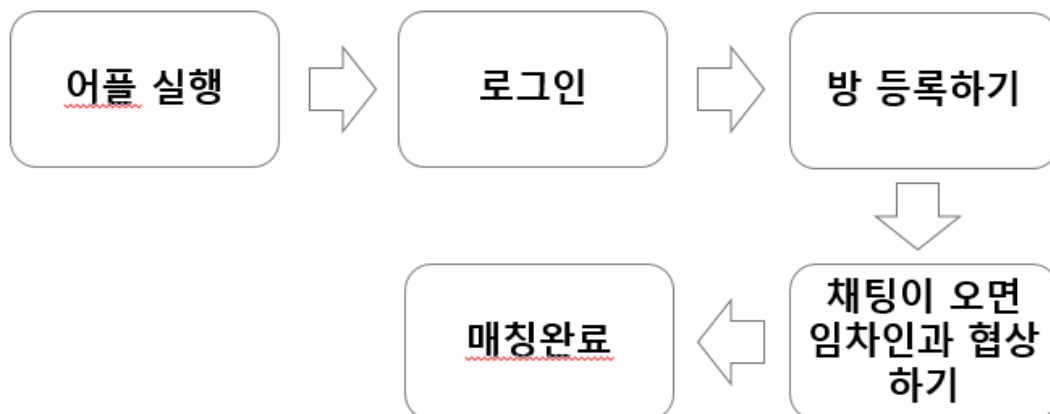 어플 실행
로그인
방 등록하기
채팅이 오면
임차인과 협상
하기
매칭완료